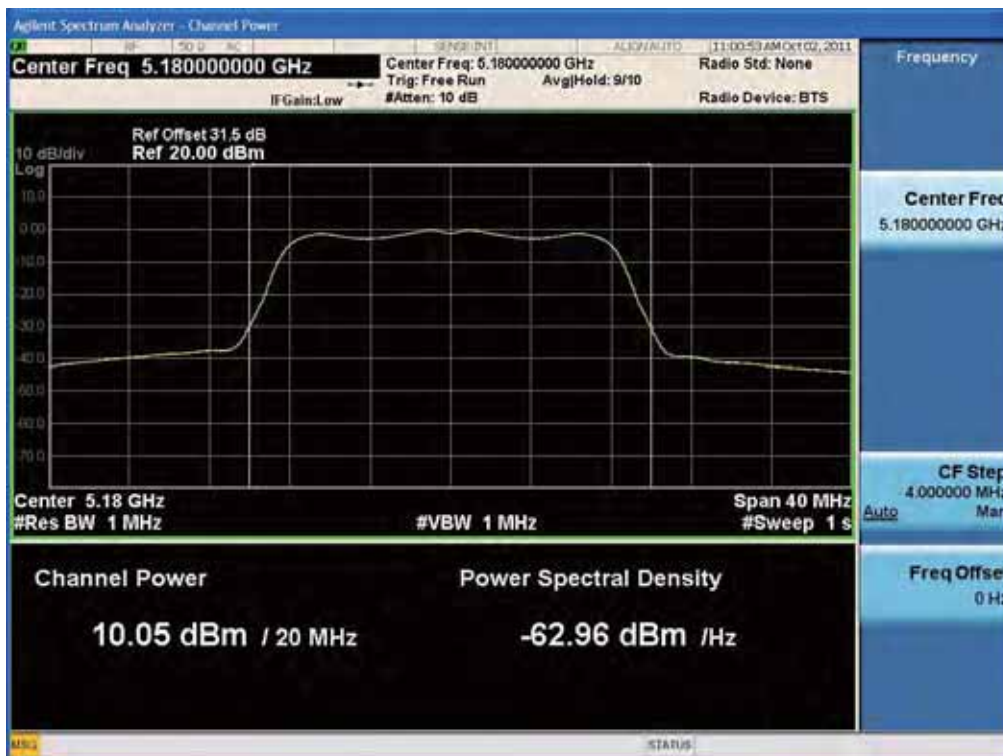 Agilent Spectrum Analyzer - Channel Power
RF 50 Ω AC SENSE:INT ALIGN AUTO 11:00:53 AM Oct 02, 2011
Center Freq 5.180000000 GHz
Center Freq: 5.180000000 GHz
Radio Std: None
Trig: Free Run Avg|Hold: 9/10
IFGain:Low
#Atten: 10 dB
Radio Device: BTS
Ref Offset 31.5 dB
10 dB/div Ref 20.00 dBm
Log
10.0
0.00
-10.0
-20.0
-30.0
-40.0
-50.0
-60.0
-70.0
Center 5.18 GHz
Span 40 MHz
#Res BW 1 MHz
#VBW 1 MHz
#Sweep 1 s
Channel Power
Power Spectral Density
10.05 dBm / 20 MHz
-62.96 dBm /Hz
MSG
STATUS
Frequency
Center Freq
5.180000000 GHz
CF Step
4.000000 MHz
Auto Man
Freq Offset
0 Hz